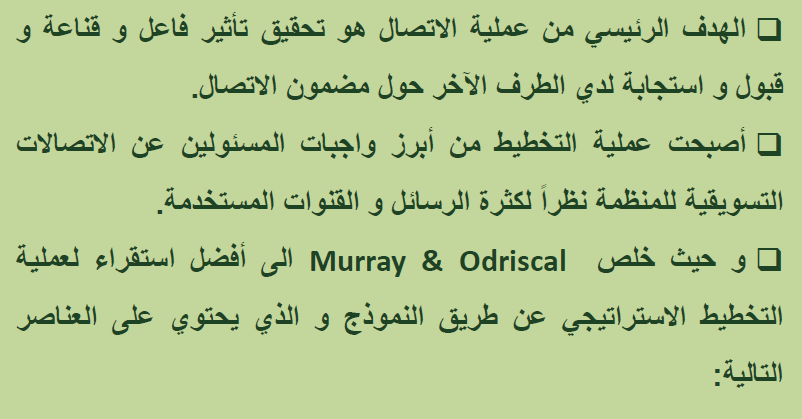 ❑ الهدف الرئيسي من عملية الاتصال هو تحقيق تأثير فاعل و قناعة و
قبول و استجابة لدي الطرف الآخر حول مضمون الاتصال.
❑ أصبحت عملية التخطيط من أبرز واجبات المسئولين عن الاتصالات
التسويقية للمنظمة نظراً لكثرة الرسائل و القنوات المستخدمة.
❑ و حيث خلص Murray & Odriscal الى أفضل استقراء لعملية
التخطيط الاستراتيجي عن طريق النموذج و الذي يحتوي على العناصر
التالية: